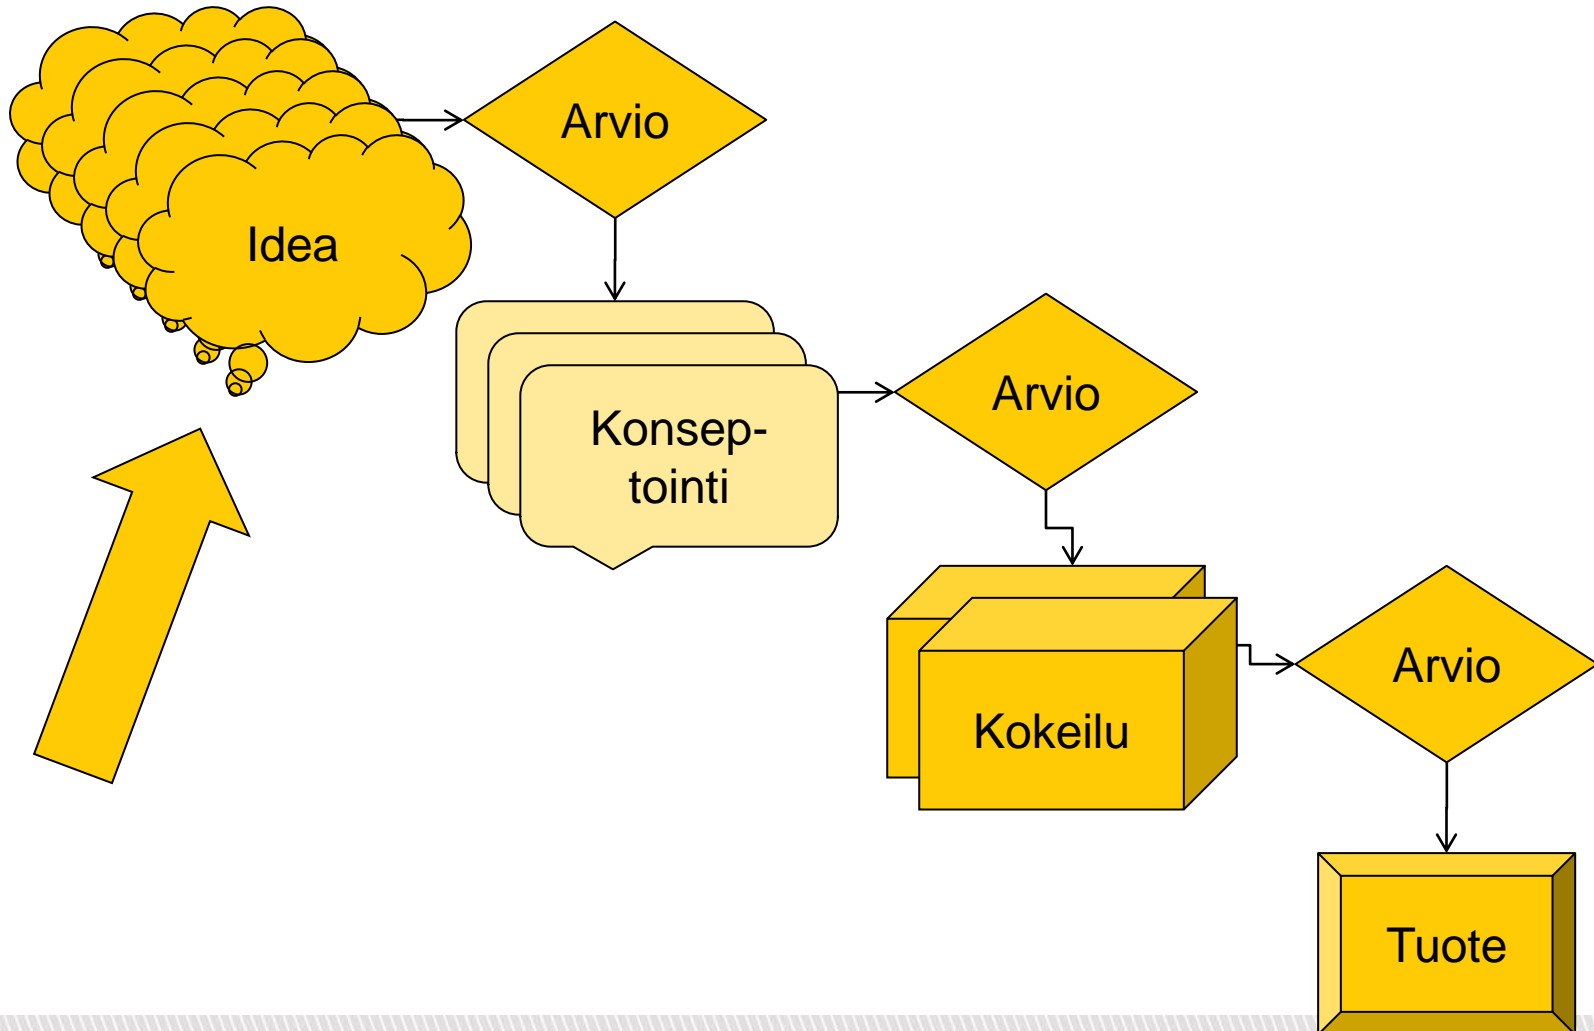 Idea
Arvio
Konsep-
tointi
Arvio
Kokeilu
Arvio
Tuote